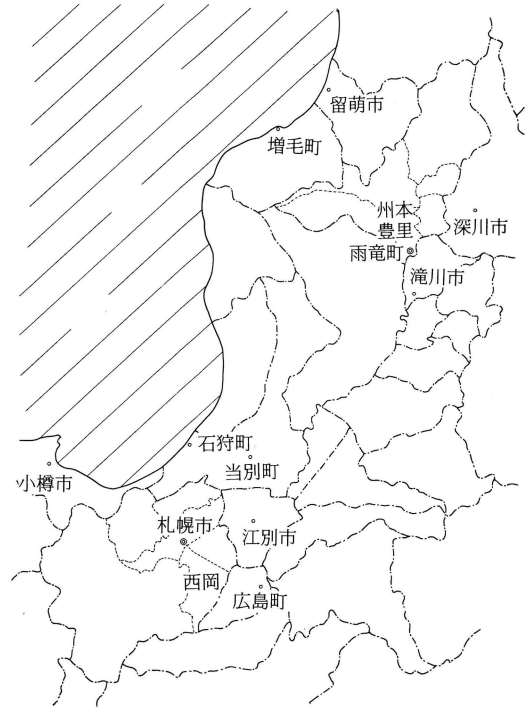 留萌市
増毛町
州本
豊里
深川市
雨竜町
滝川市
石狩町
当別町
小樽市
札幌市
江別市
西岡
広島町